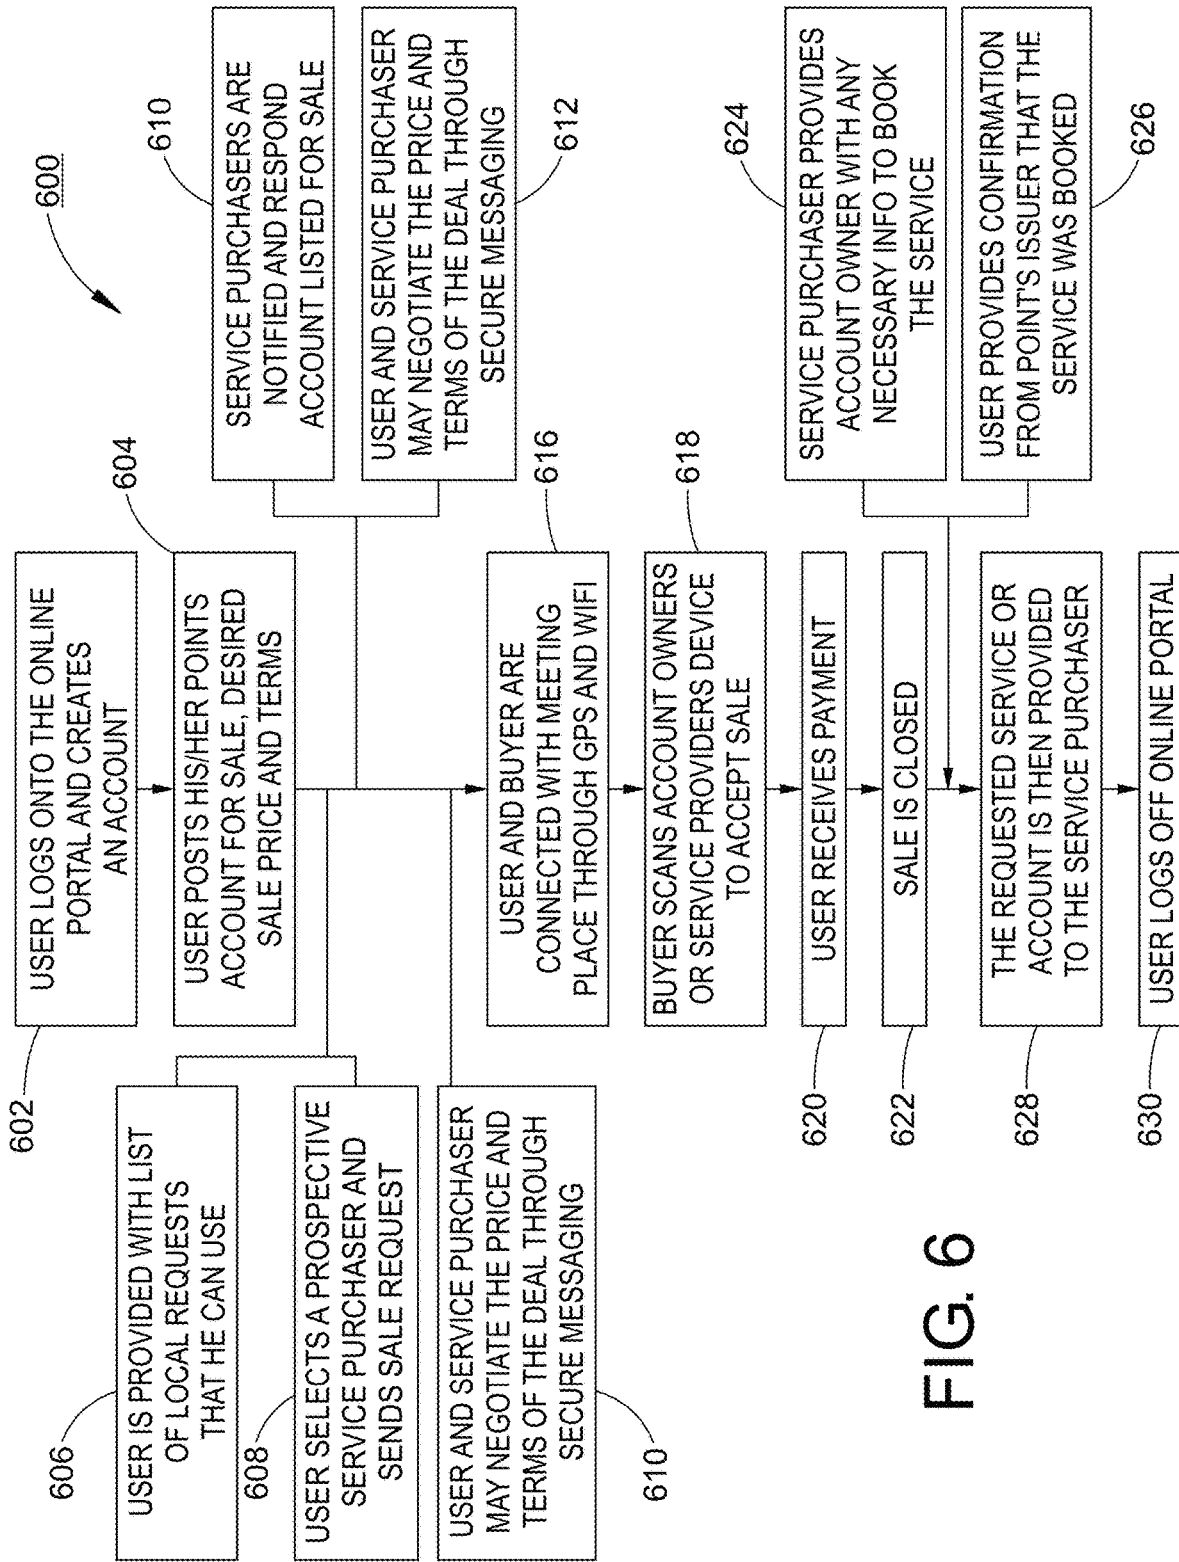 600
602
USER LOGS ONTO THE ONLINE
PORTAL AND CREATES
AN ACCOUNT
604
USER POSTS HIS/HER POINTS
ACCOUNT FOR SALE, DESIRED
SALE PRICE AND TERMS
606
USER IS PROVIDED WITH LIST
OF LOCAL REQUESTS
THAT HE CAN USE
608
USER SELECTS A PROSPECTIVE
SERVICE PURCHASER AND
SENDS SALE REQUEST
USER AND SERVICE PURCHASER
MAY NEGOTIATE THE PRICE AND
TERMS OF THE DEAL THROUGH
SECURE MESSAGING
610
610
SERVICE PURCHASERS ARE
NOTIFIED AND RESPOND
ACCOUNT LISTED FOR SALE
USER AND SERVICE PURCHASER
MAY NEGOTIATE THE PRICE AND
TERMS OF THE DEAL THROUGH
SECURE MESSAGING
612
616
USER AND BUYER ARE
CONNECTED WITH MEETING
PLACE THROUGH GPS AND WIFI
618
BUYER SCANS ACCOUNT OWNERS
OR SERVICE PROVIDERS DEVICE
TO ACCEPT SALE
620
USER RECEIVES PAYMENT
622
SALE IS CLOSED
624
SERVICE PURCHASER PROVIDES
ACCOUNT OWNER WITH ANY
NECESSARY INFO TO BOOK
THE SERVICE
USER PROVIDES CONFIRMATION
FROM POINT'S ISSUER THAT THE
SERVICE WAS BOOKED
626
628
THE REQUESTED SERVICE OR
ACCOUNT IS THEN PROVIDED
TO THE SERVICE PURCHASER
630
USER LOGS OFF ONLINE PORTAL
FIG. 6